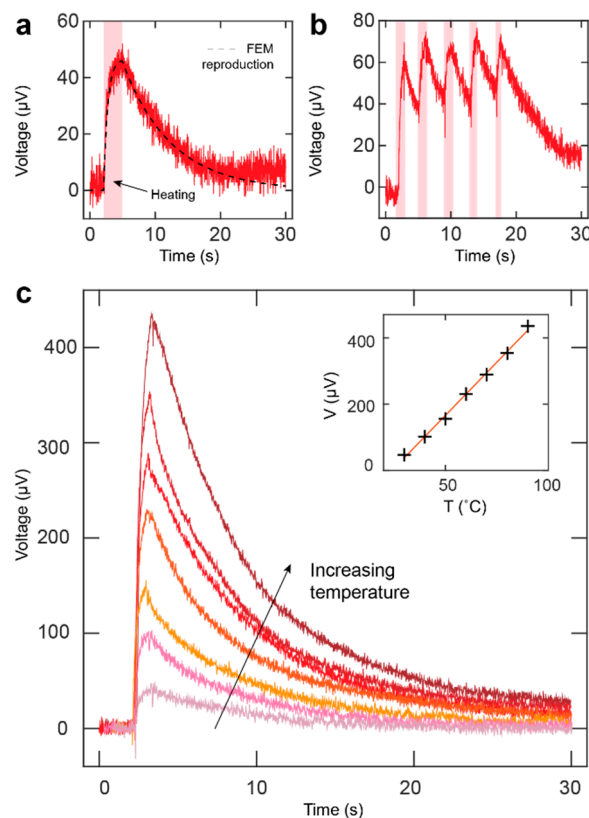 a
60
40
20
0
Voltage (µV)
FEM
reproduction
Heating
0
10
20
30
Time (s)
b
80
60
40
20
0
Voltage (µV)
0
10
20
30
Time (s)
c
400
300
200
100
0
Voltage (µV)
400
200
0
V (µV)
50
100
T (˚C)
Increasing
temperature
0
10
20
30
Time (s)